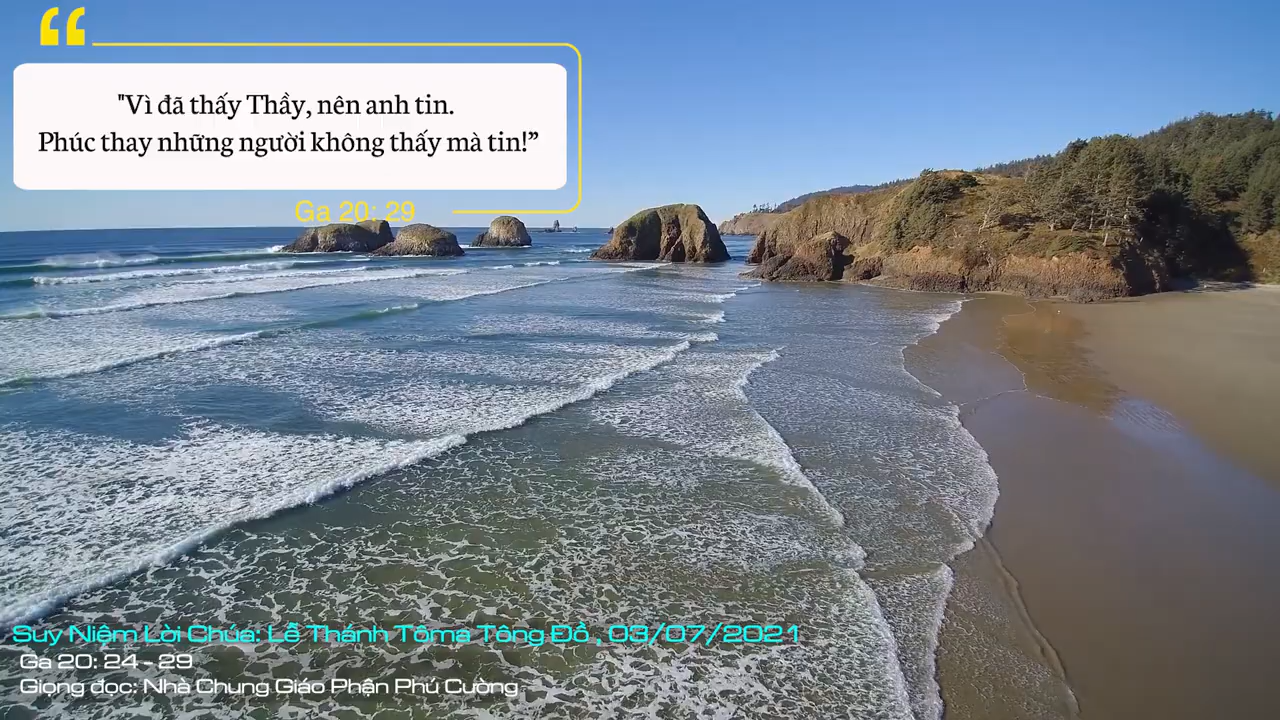 "Vì đã thấy Thầy, nên anh tin.
Phúc thay những người không thấy mà tin!”
Ga 20: 29
Suy Niệm Lời Chúa: Lễ Thánh Tôma Tông Đồ , 03/07/2021
Ga 20: 24 - 29
Giọng đọc: Nhà Chung Giáo Phận Phú Cường